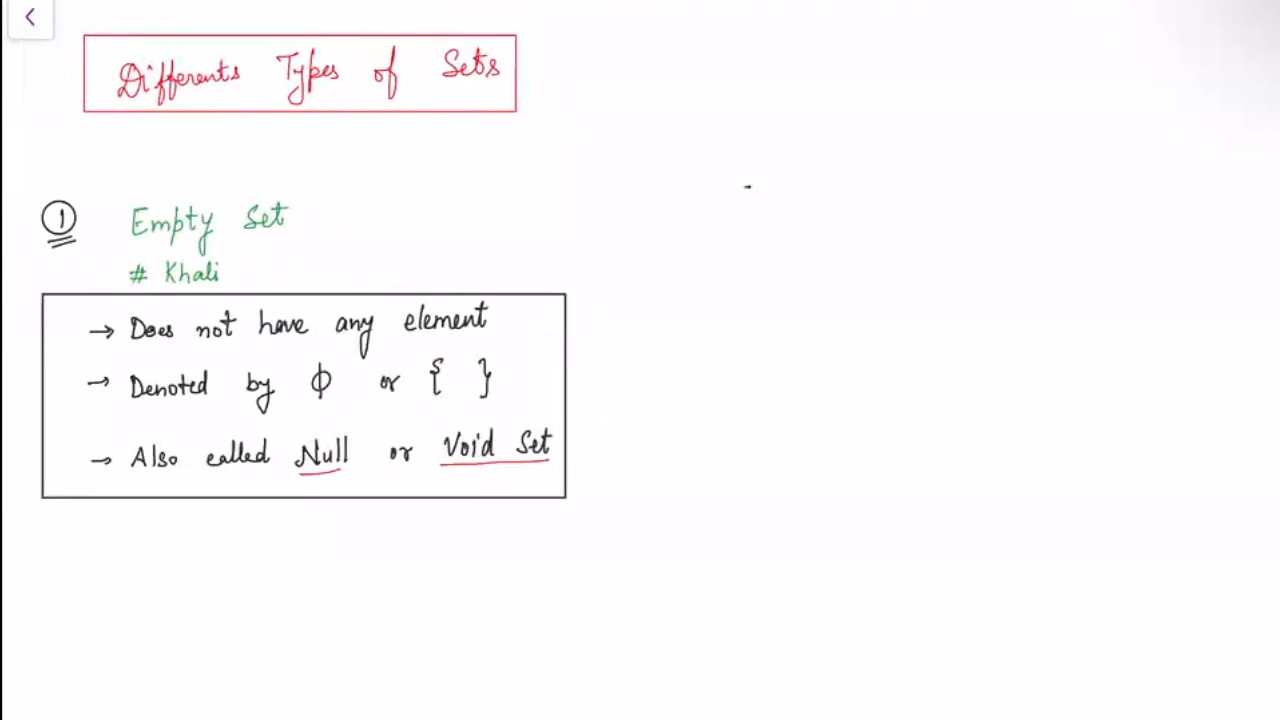 Differents Types of Sets
① Empty Set
# Khali
→ Does not have any element
→ Denoted by ϕ or { }
→ Also called Null or Void Set